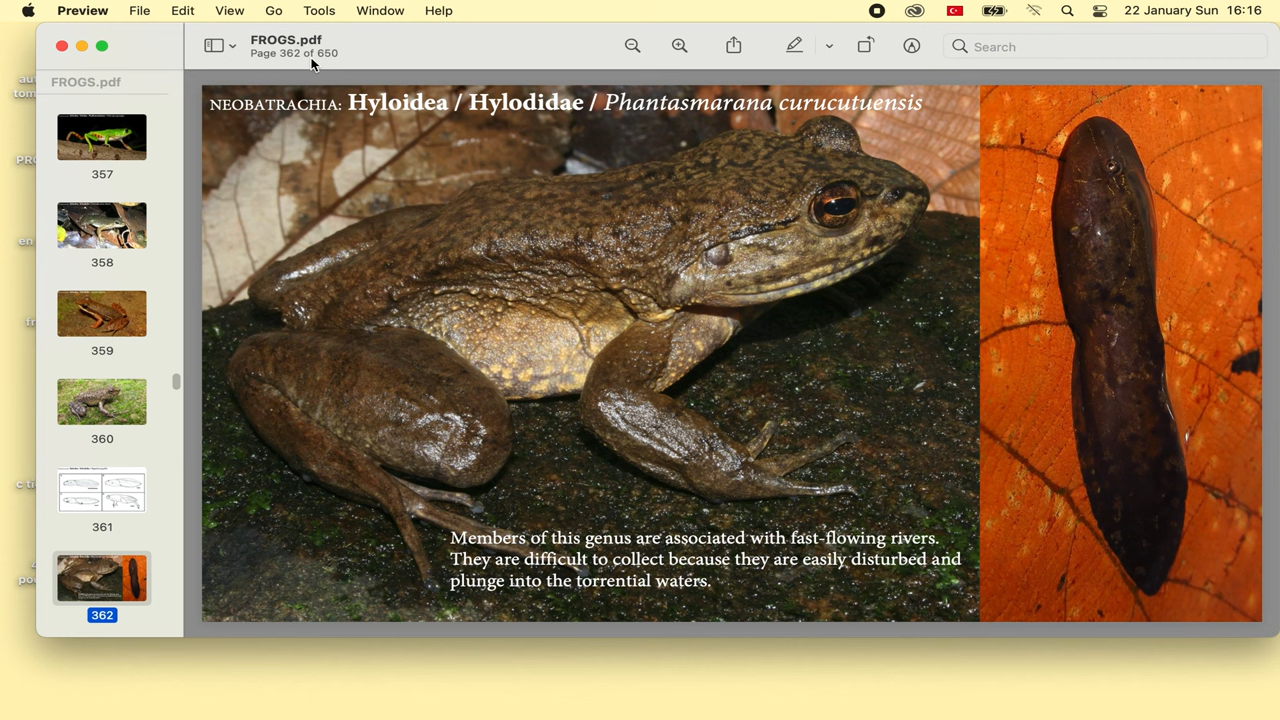 Preview File Edit View Go Tools Window Help 22 January Sun 16:16
FROGS.pdf
Page 362 of 650
Search
FROGS.pdf
357
358
359
360
361
362
NEOBATRACHIA: Hyloidea / Hylodidae / Phantasmarana curucutuensis
Members of this genus are associated with fast-flowing rivers.
They are difficult to collect because they are easily disturbed and
plunge into the torrential waters.